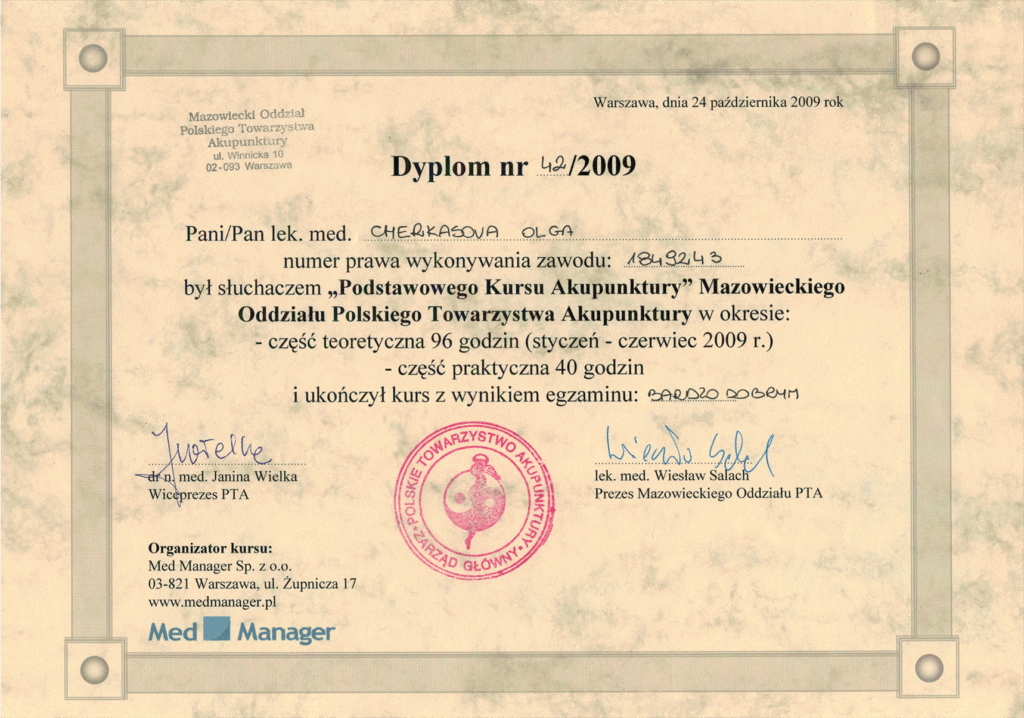 Warszawa, dnia 24 października 2009 rok
Mazowiecki Oddział
Polskiego Towarzystwa
Akupunktury
ul. Winnicka 10
02-093 Warszawa
Dyplom nr 42/2009
Pani/Pan lek. med. CHERKASOVA OLGA
numer prawa wykonywania zawodu: 1849243
był słuchaczem „Podstawowego Kursu Akupunktury” Mazowieckiego
Oddziału Polskiego Towarzystwa Akupunktury w okresie:
- część teoretyczna 96 godzin (styczeń - czerwiec 2009 r.)
- część praktyczna 40 godzin
i ukończył kurs z wynikiem egzaminu: BARDZO DOBRYM
dr n. med. Janina Wielka
Wiceprezes PTA
POLSKIE TOWARZYSTWO AKUPUNKTURY
ZARZĄD GŁÓWNY
lek. med. Wiesław Salach
Prezes Mazowieckiego Oddziału PTA
Organizator kursu:
Med Manager Sp. z o.o.
03-821 Warszawa, ul. Żupnicza 17
www.medmanager.pl
Med Manager